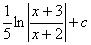 1/5 ln |(x + 3)/(x + 2)| + c